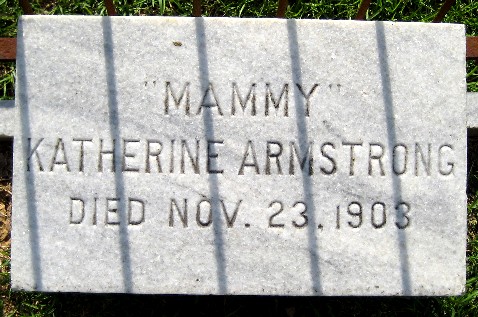 "MAMMY"
KATHERINE ARMSTRONG
DIED NOV. 23, 1903